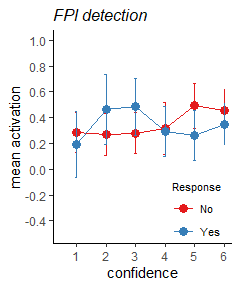 FPI detection
mean activation
1.0
0.8
0.6
0.4
0.2
0.0
-0.2
-0.4
Response
No
Yes
1 2 3 4 5 6
confidence